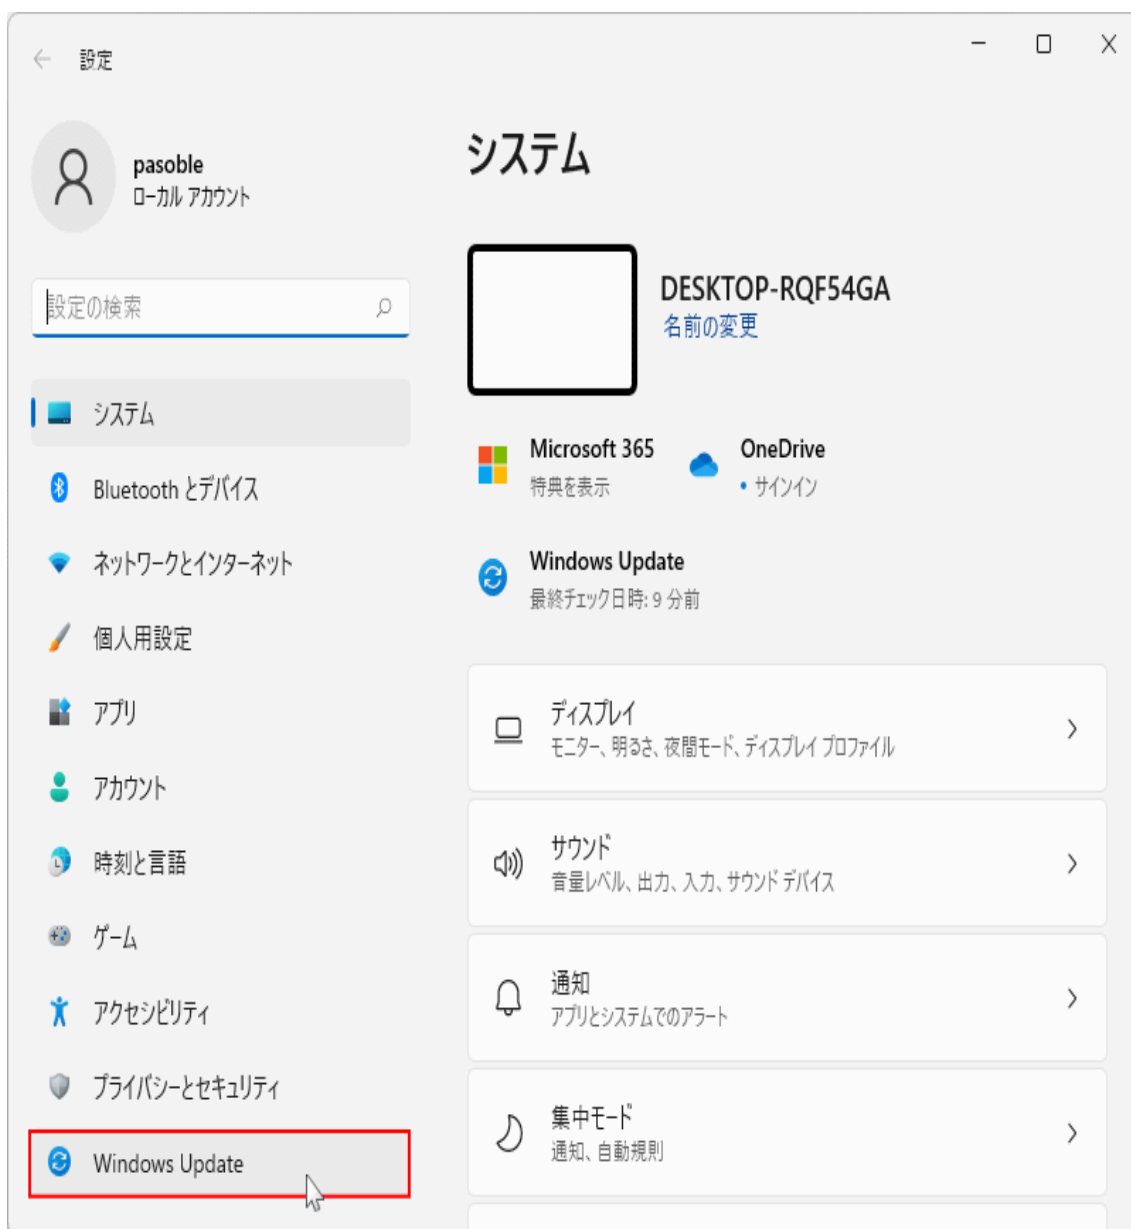 設定
pasoble
ローカル アカウント
設定の検索
システム
Bluetooth とデバイス
ネットワークとインターネット
個人用設定
アプリ
アカウント
時刻と言語
ゲーム
アクセシビリティ
プライバシーとセキュリティ
Windows Update
システム
DESKTOP-RQF54GA
名前の変更
Microsoft 365
特典を表示
OneDrive
• サインイン
Windows Update
最終チェック日時: 9 分前
ディスプレイ
モニター、明るさ、夜間モード、ディスプレイ プロファイル
サウンド
音量レベル、出力、入力、サウンド デバイス
通知
アプリとシステムでのアラート
集中モード
通知、自動規則